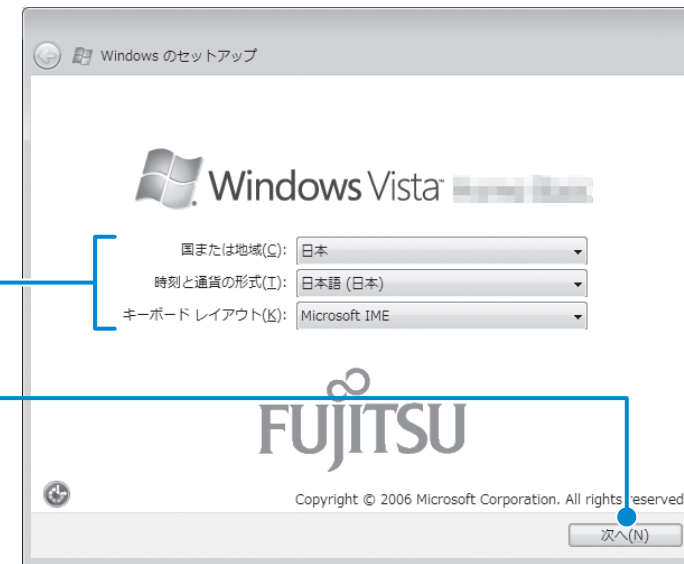 Windows のセットアップ
Windows Vista™
国または地域(C): 日本
時刻と通貨の形式(T): 日本語 (日本)
キーボード レイアウト(K): Microsoft IME
FUJITSU
Copyright © 2006 Microsoft Corporation. All rights reserved
次へ(N)